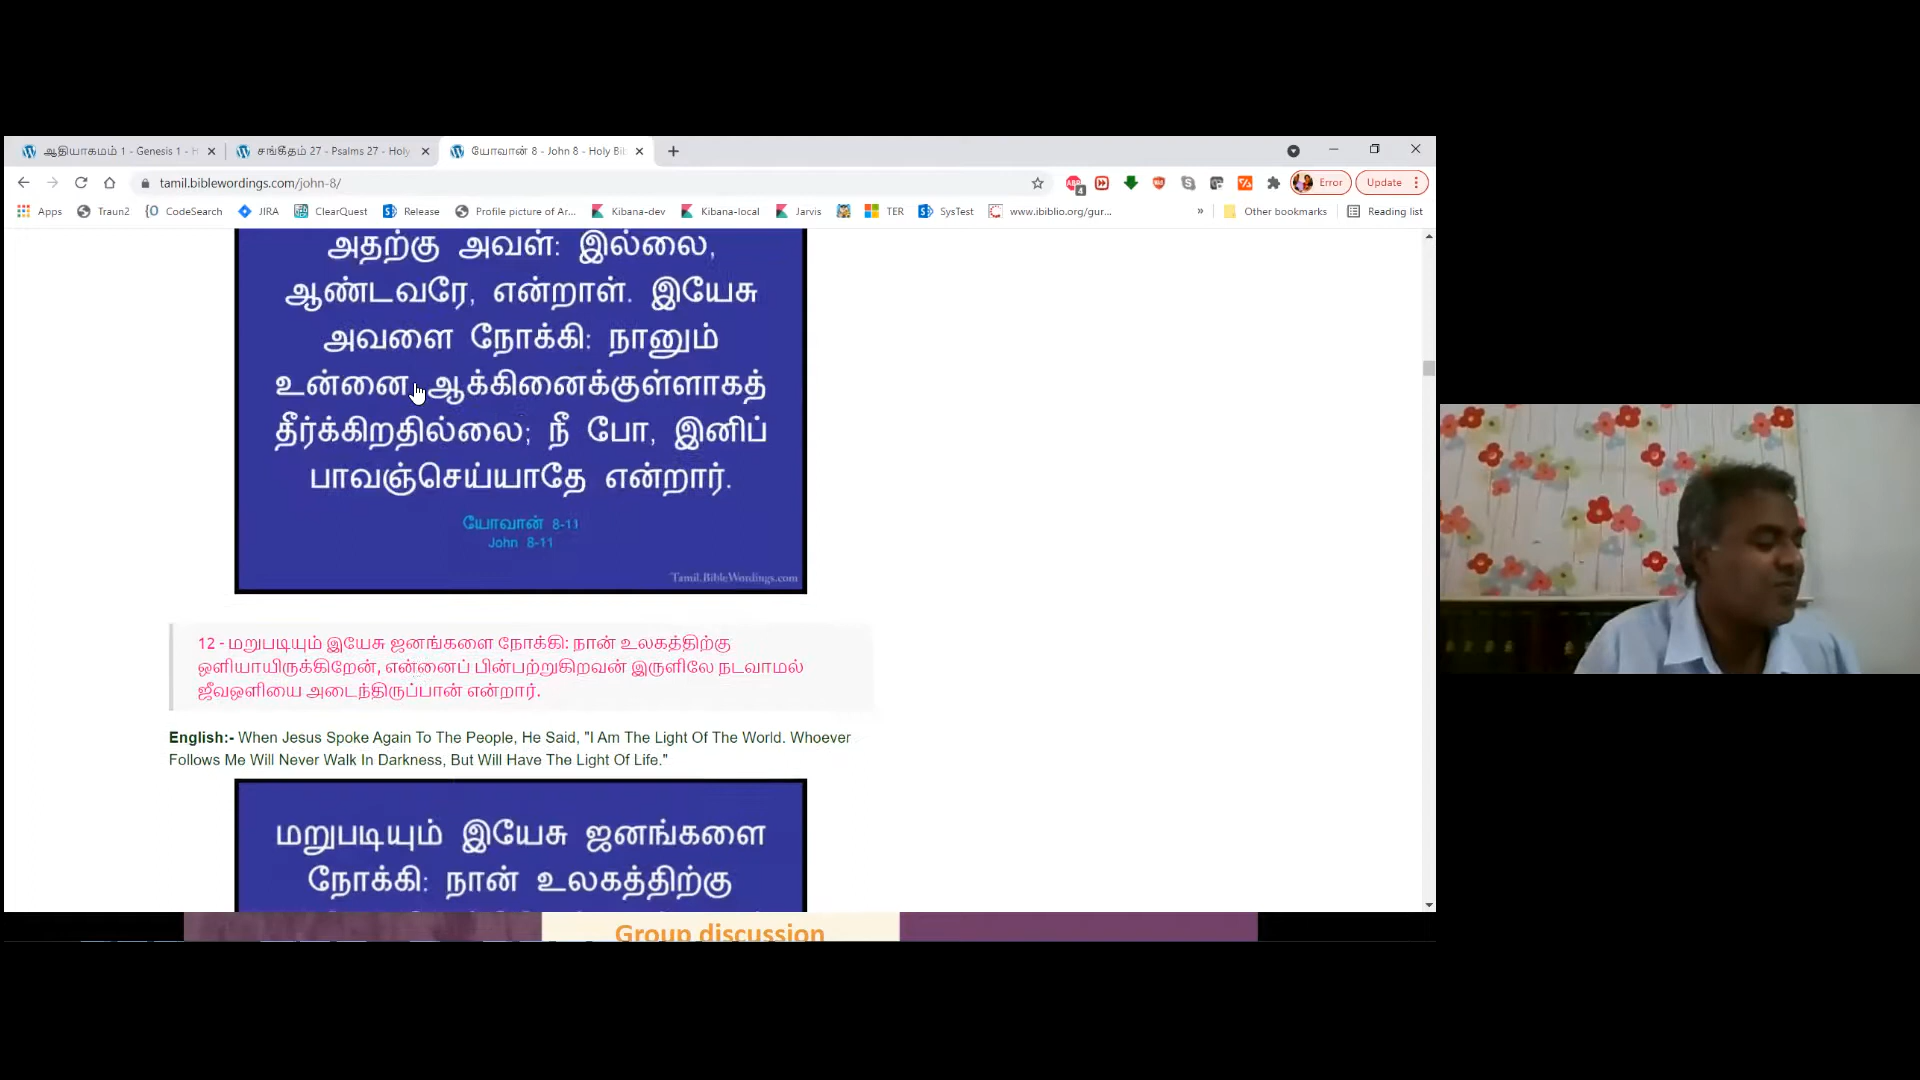 ஆதியாகமம் 1 - Genesis 1 - H
சங்கீதம் 27 - Psalms 27 - Holy
யோவான் 8 - John 8 - Holy Bib
tamil.biblewordings.com/john-8/
4
Error
Update
Apps
Traun2
CodeSearch
JIRA
ClearQuest
Release
Profile picture of Ar...
Kibana-dev
Kibana-local
Jarvis
TER
SysTest
www.ibiblio.org/gur...
»
Other bookmarks
Reading list
அதற்கு அவள்: இல்லை,
ஆண்டவரே, என்றாள். இயேசு
அவளை நோக்கி: நானும்
உன்னை ஆக்கினைக்குள்ளாகத்
தீர்க்கிறதில்லை; நீ போ, இனிப்
பாவஞ்செய்யாதே என்றார்.
யோவான் 8-11
John 8-11
Tamil.BibleWordings.com
12 - மறுபடியும் இயேசு ஜனங்களை நோக்கி: நான் உலகத்திற்கு
ஒளியாயிருக்கிறேன், என்னைப் பின்பற்றுகிறவன் இருளிலே நடவாமல்
ஜீவஒளியை அடைந்திருப்பான் என்றார்.
English:- When Jesus Spoke Again To The People, He Said, "I Am The Light Of The World. Whoever
Follows Me Will Never Walk In Darkness, But Will Have The Light Of Life."
மறுபடியும் இயேசு ஜனங்களை
நோக்கி: நான் உலகத்திற்கு
Group discussion